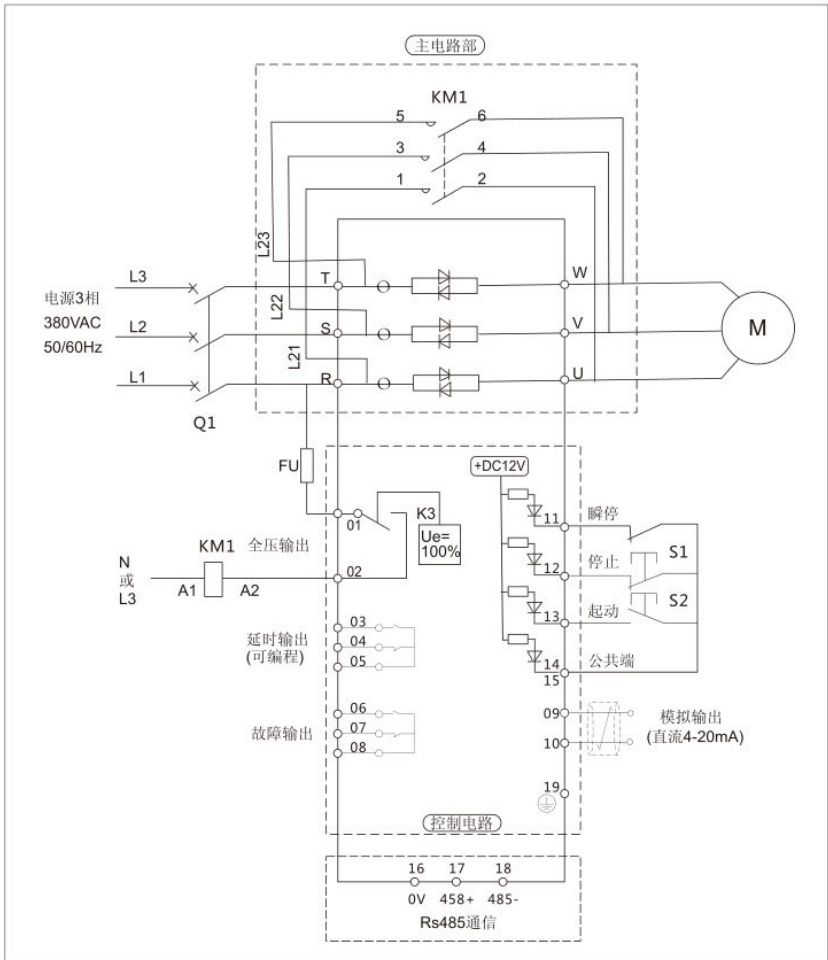 主电路部
KM1
5 6
3 4
1 2
L23
L22
L21
电源3相
380VAC
50/60Hz
L3
L2
L1
Q1
T
S
R
W
V
U
M
FU
+DC12V
01
K3
Ue=
100%
KM1 全压输出
N
或
L3
A1 A2
02
11 瞬停
12 停止
13 起动
14 公共端
15
S1
S2
延时输出
(可编程)
03
04
05
故障输出
06
07
08
09
10
模拟输出
(直流4-20mA)
19
控制电路
16 17 18
0V 458+ 485-
Rs485通信